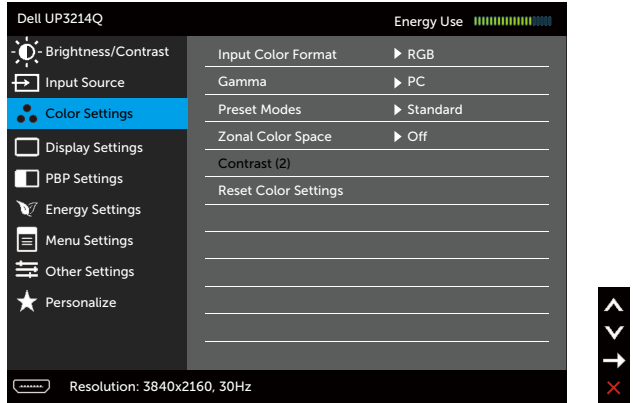 Dell UP3214Q
Energy Use
Brightness/Contrast
Input Source
Color Settings
Display Settings
PBP Settings
Energy Settings
Menu Settings
Other Settings
Personalize
Input Color Format RGB
Gamma PC
Preset Modes Standard
Zonal Color Space Off
Contrast (2)
Reset Color Settings
Resolution: 3840x2160, 30Hz